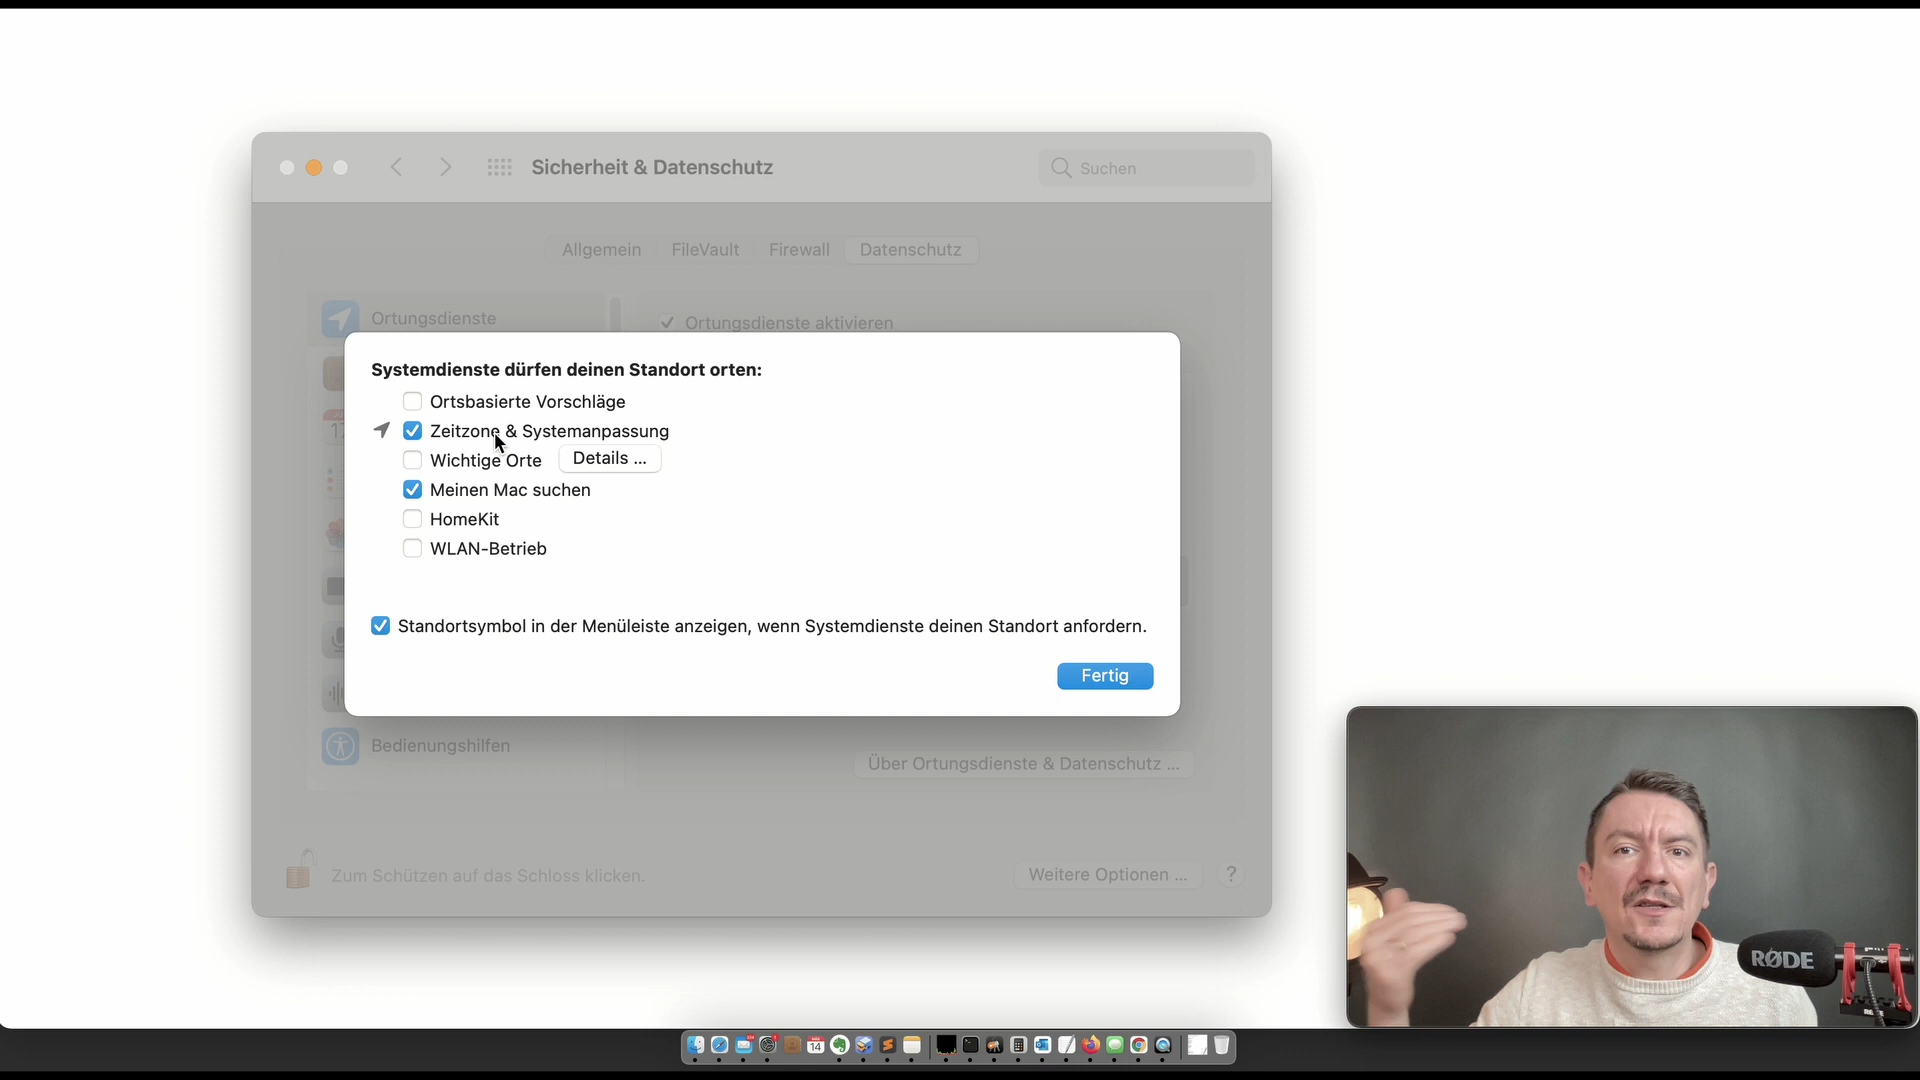 Sicherheit & Datenschutz
Suchen
Allgemein
FileVault
Firewall
Datenschutz
Ortungsdienste
Ortungsdienste aktivieren
Systemdienste dürfen deinen Standort orten:
Ortsbasierte Vorschläge
Zeitzone & Systemanpassung
Wichtige Orte
Details ...
Meinen Mac suchen
HomeKit
WLAN-Betrieb
Standortsymbol in der Menüleiste anzeigen, wenn Systemdienste deinen Standort anfordern.
Fertig
Bedienungshilfen
Über Ortungsdienste & Datenschutz ...
Zum Schützen auf das Schloss klicken.
Weitere Optionen ...
?
RØDE
14